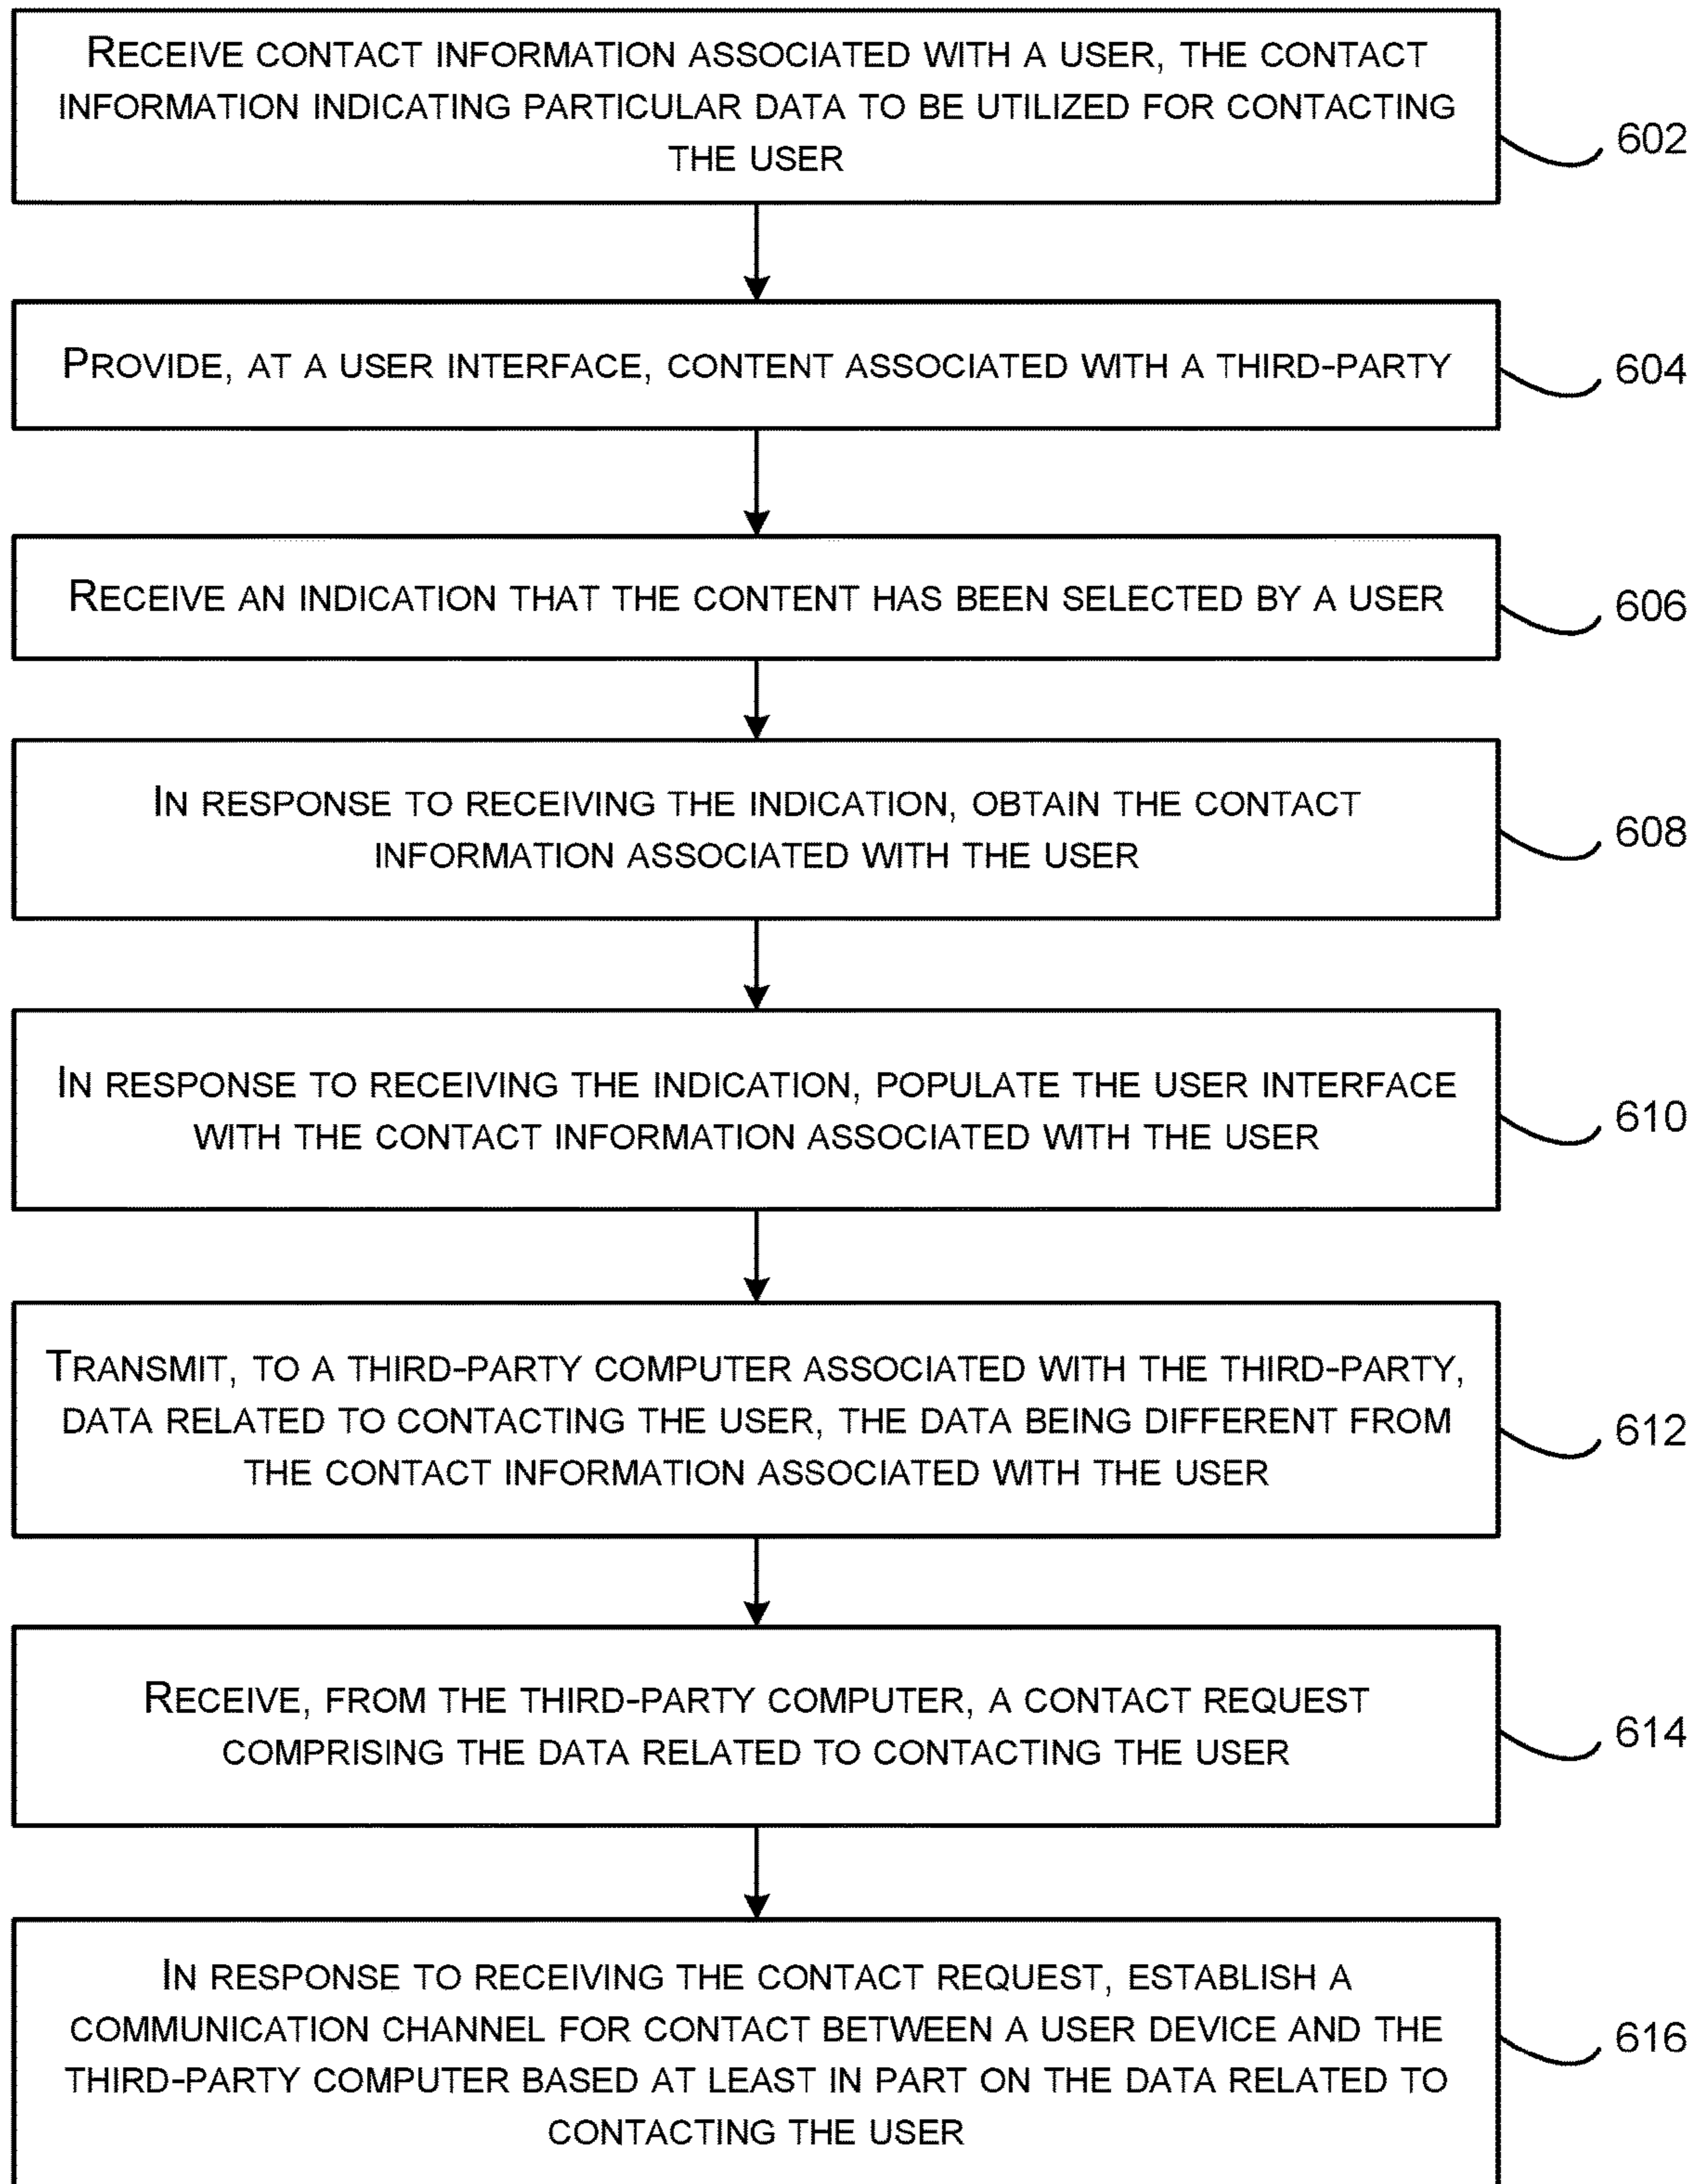 RECEIVE CONTACT INFORMATION ASSOCIATED WITH A USER, THE CONTACT
INFORMATION INDICATING PARTICULAR DATA TO BE UTILIZED FOR CONTACTING
THE USER
602
PROVIDE, AT A USER INTERFACE, CONTENT ASSOCIATED WITH A THIRD-PARTY
604
RECEIVE AN INDICATION THAT THE CONTENT HAS BEEN SELECTED BY A USER
606
IN RESPONSE TO RECEIVING THE INDICATION, OBTAIN THE CONTACT
INFORMATION ASSOCIATED WITH THE USER
608
IN RESPONSE TO RECEIVING THE INDICATION, POPULATE THE USER INTERFACE
WITH THE CONTACT INFORMATION ASSOCIATED WITH THE USER
610
TRANSMIT, TO A THIRD-PARTY COMPUTER ASSOCIATED WITH THE THIRD-PARTY,
DATA RELATED TO CONTACTING THE USER, THE DATA BEING DIFFERENT FROM
THE CONTACT INFORMATION ASSOCIATED WITH THE USER
612
RECEIVE, FROM THE THIRD-PARTY COMPUTER, A CONTACT REQUEST
COMPRISING THE DATA RELATED TO CONTACTING THE USER
614
IN RESPONSE TO RECEIVING THE CONTACT REQUEST, ESTABLISH A
COMMUNICATION CHANNEL FOR CONTACT BETWEEN A USER DEVICE AND THE
THIRD-PARTY COMPUTER BASED AT LEAST IN PART ON THE DATA RELATED TO
CONTACTING THE USER
616